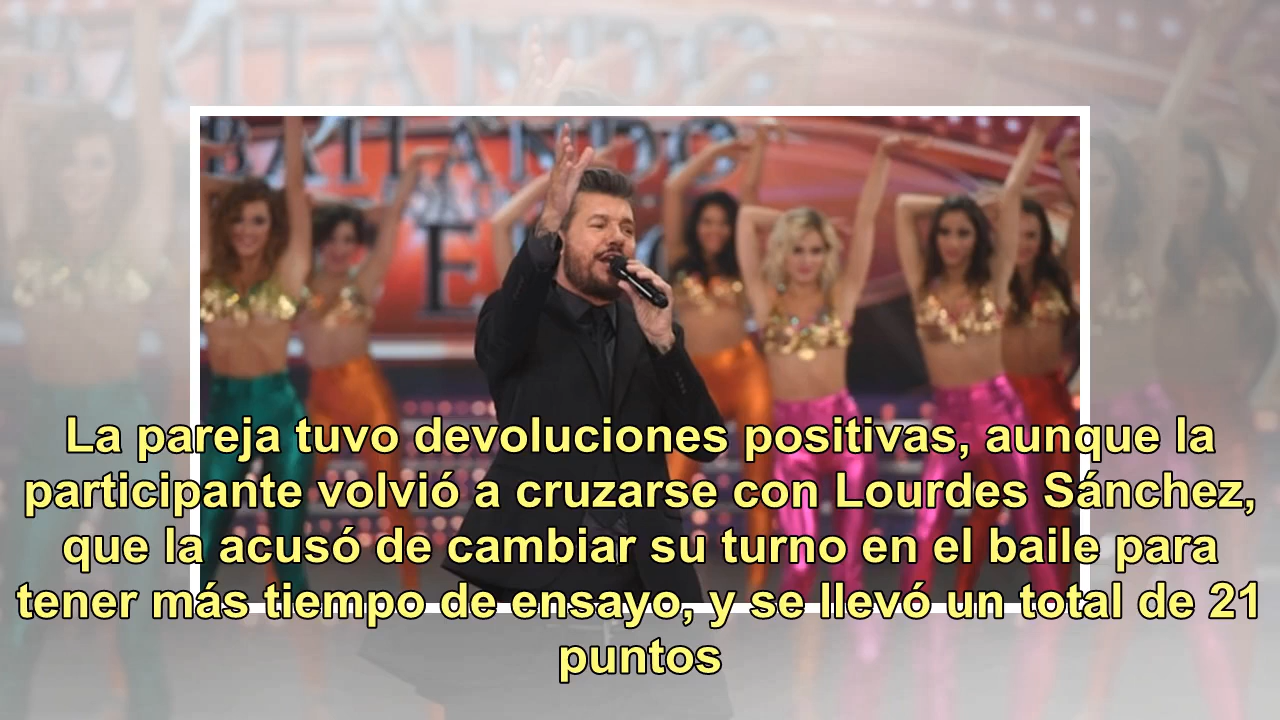 BAILANDO
E
La pareja tuvo devoluciones positivas, aunque la
participante volvió a cruzarse con Lourdes Sánchez,
que la acusó de cambiar su turno en el baile para
tener más tiempo de ensayo, y se llevó un total de 21
puntos